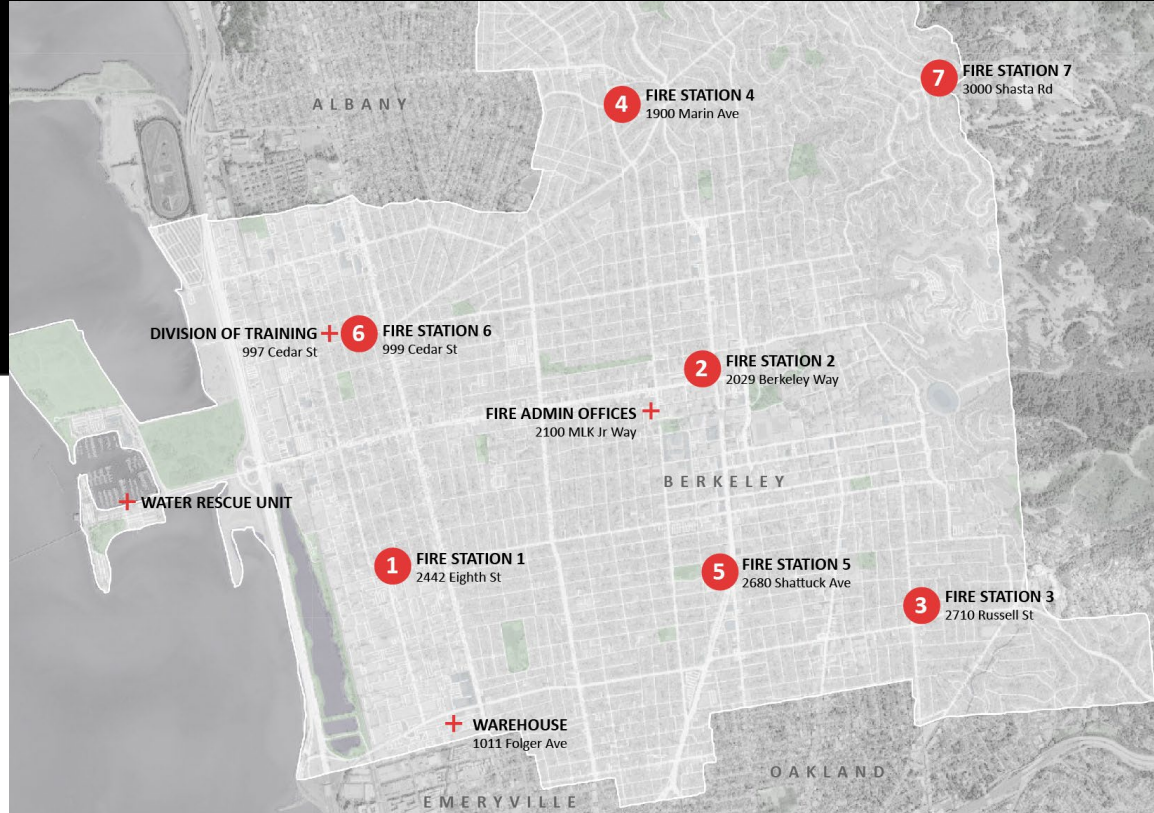 ALBANY
7
FIRE STATION 7
3000 Shasta Rd
4
FIRE STATION 4
1900 Marin Ave
DIVISION OF TRAINING
997 Cedar St
6
FIRE STATION 6
999 Cedar St
2
FIRE STATION 2
2029 Berkeley Way
FIRE ADMIN OFFICES
2100 MLK Jr Way
BERKELEY
WATER RESCUE UNIT
1
FIRE STATION 1
2442 Eighth St
5
FIRE STATION 5
2680 Shattuck Ave
3
FIRE STATION 3
2710 Russell St
WAREHOUSE
1011 Folger Ave
OAKLAND
EMERYVILLE